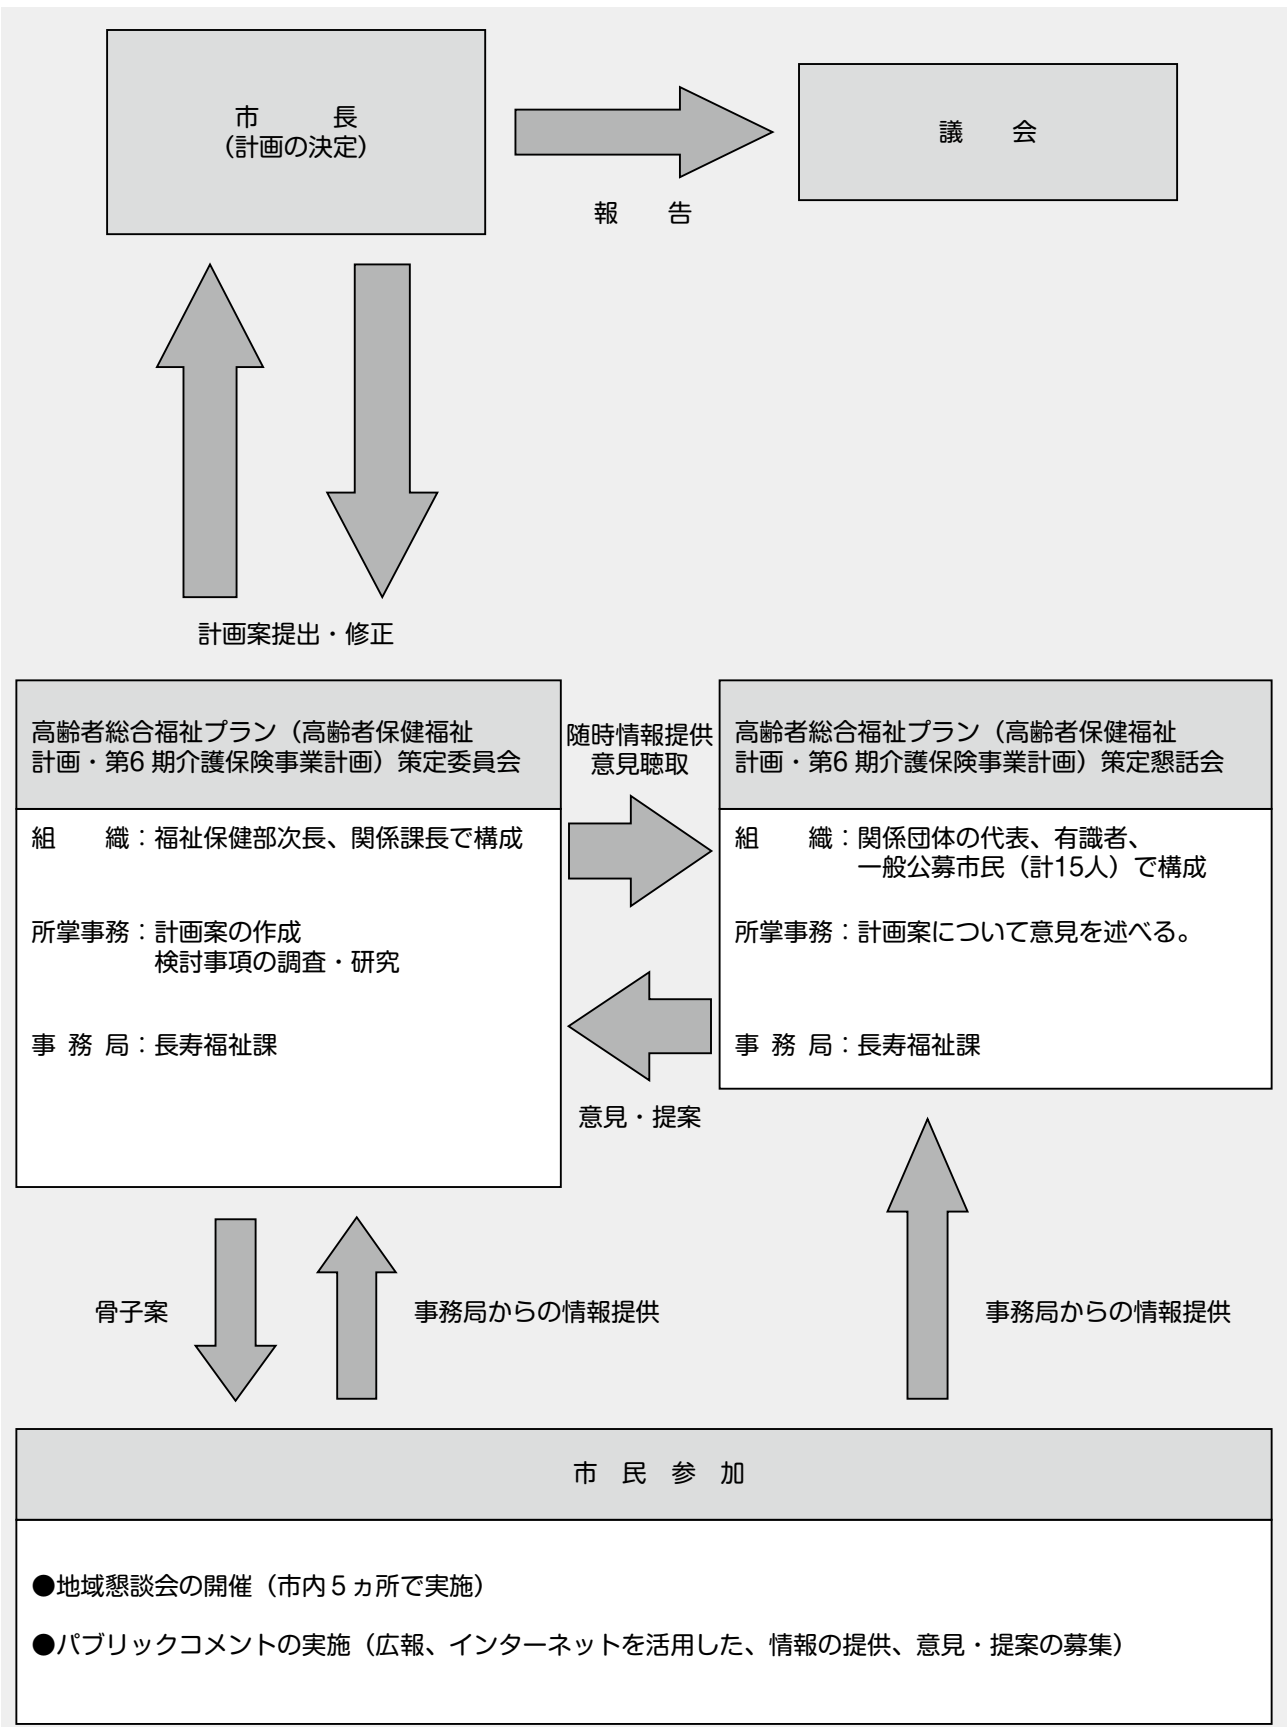 市　　　長
（計画の決定）
議　　会
報　　告
計画案提出・修正
高齢者総合福祉プラン（高齢者保健福祉
計画・第6 期介護保険事業計画）策定委員会
組　　織：福祉保健部次長、関係課長で構成
所掌事務：計画案の作成
検討事項の調査・研究
事 務 局：長寿福祉課
随時情報提供
意見聴取
意見・提案
高齢者総合福祉プラン（高齢者保健福祉
計画・第6 期介護保険事業計画）策定懇話会
組　　織：関係団体の代表、有識者、
一般公募市民（計15人）で構成
所掌事務：計画案について意見を述べる。
事 務 局：長寿福祉課
骨子案
事務局からの情報提供
事務局からの情報提供
市　民　参　加
●地域懇談会の開催（市内５ヵ所で実施）
●パブリックコメントの実施（広報、インターネットを活用した、情報の提供、意見・提案の募集）